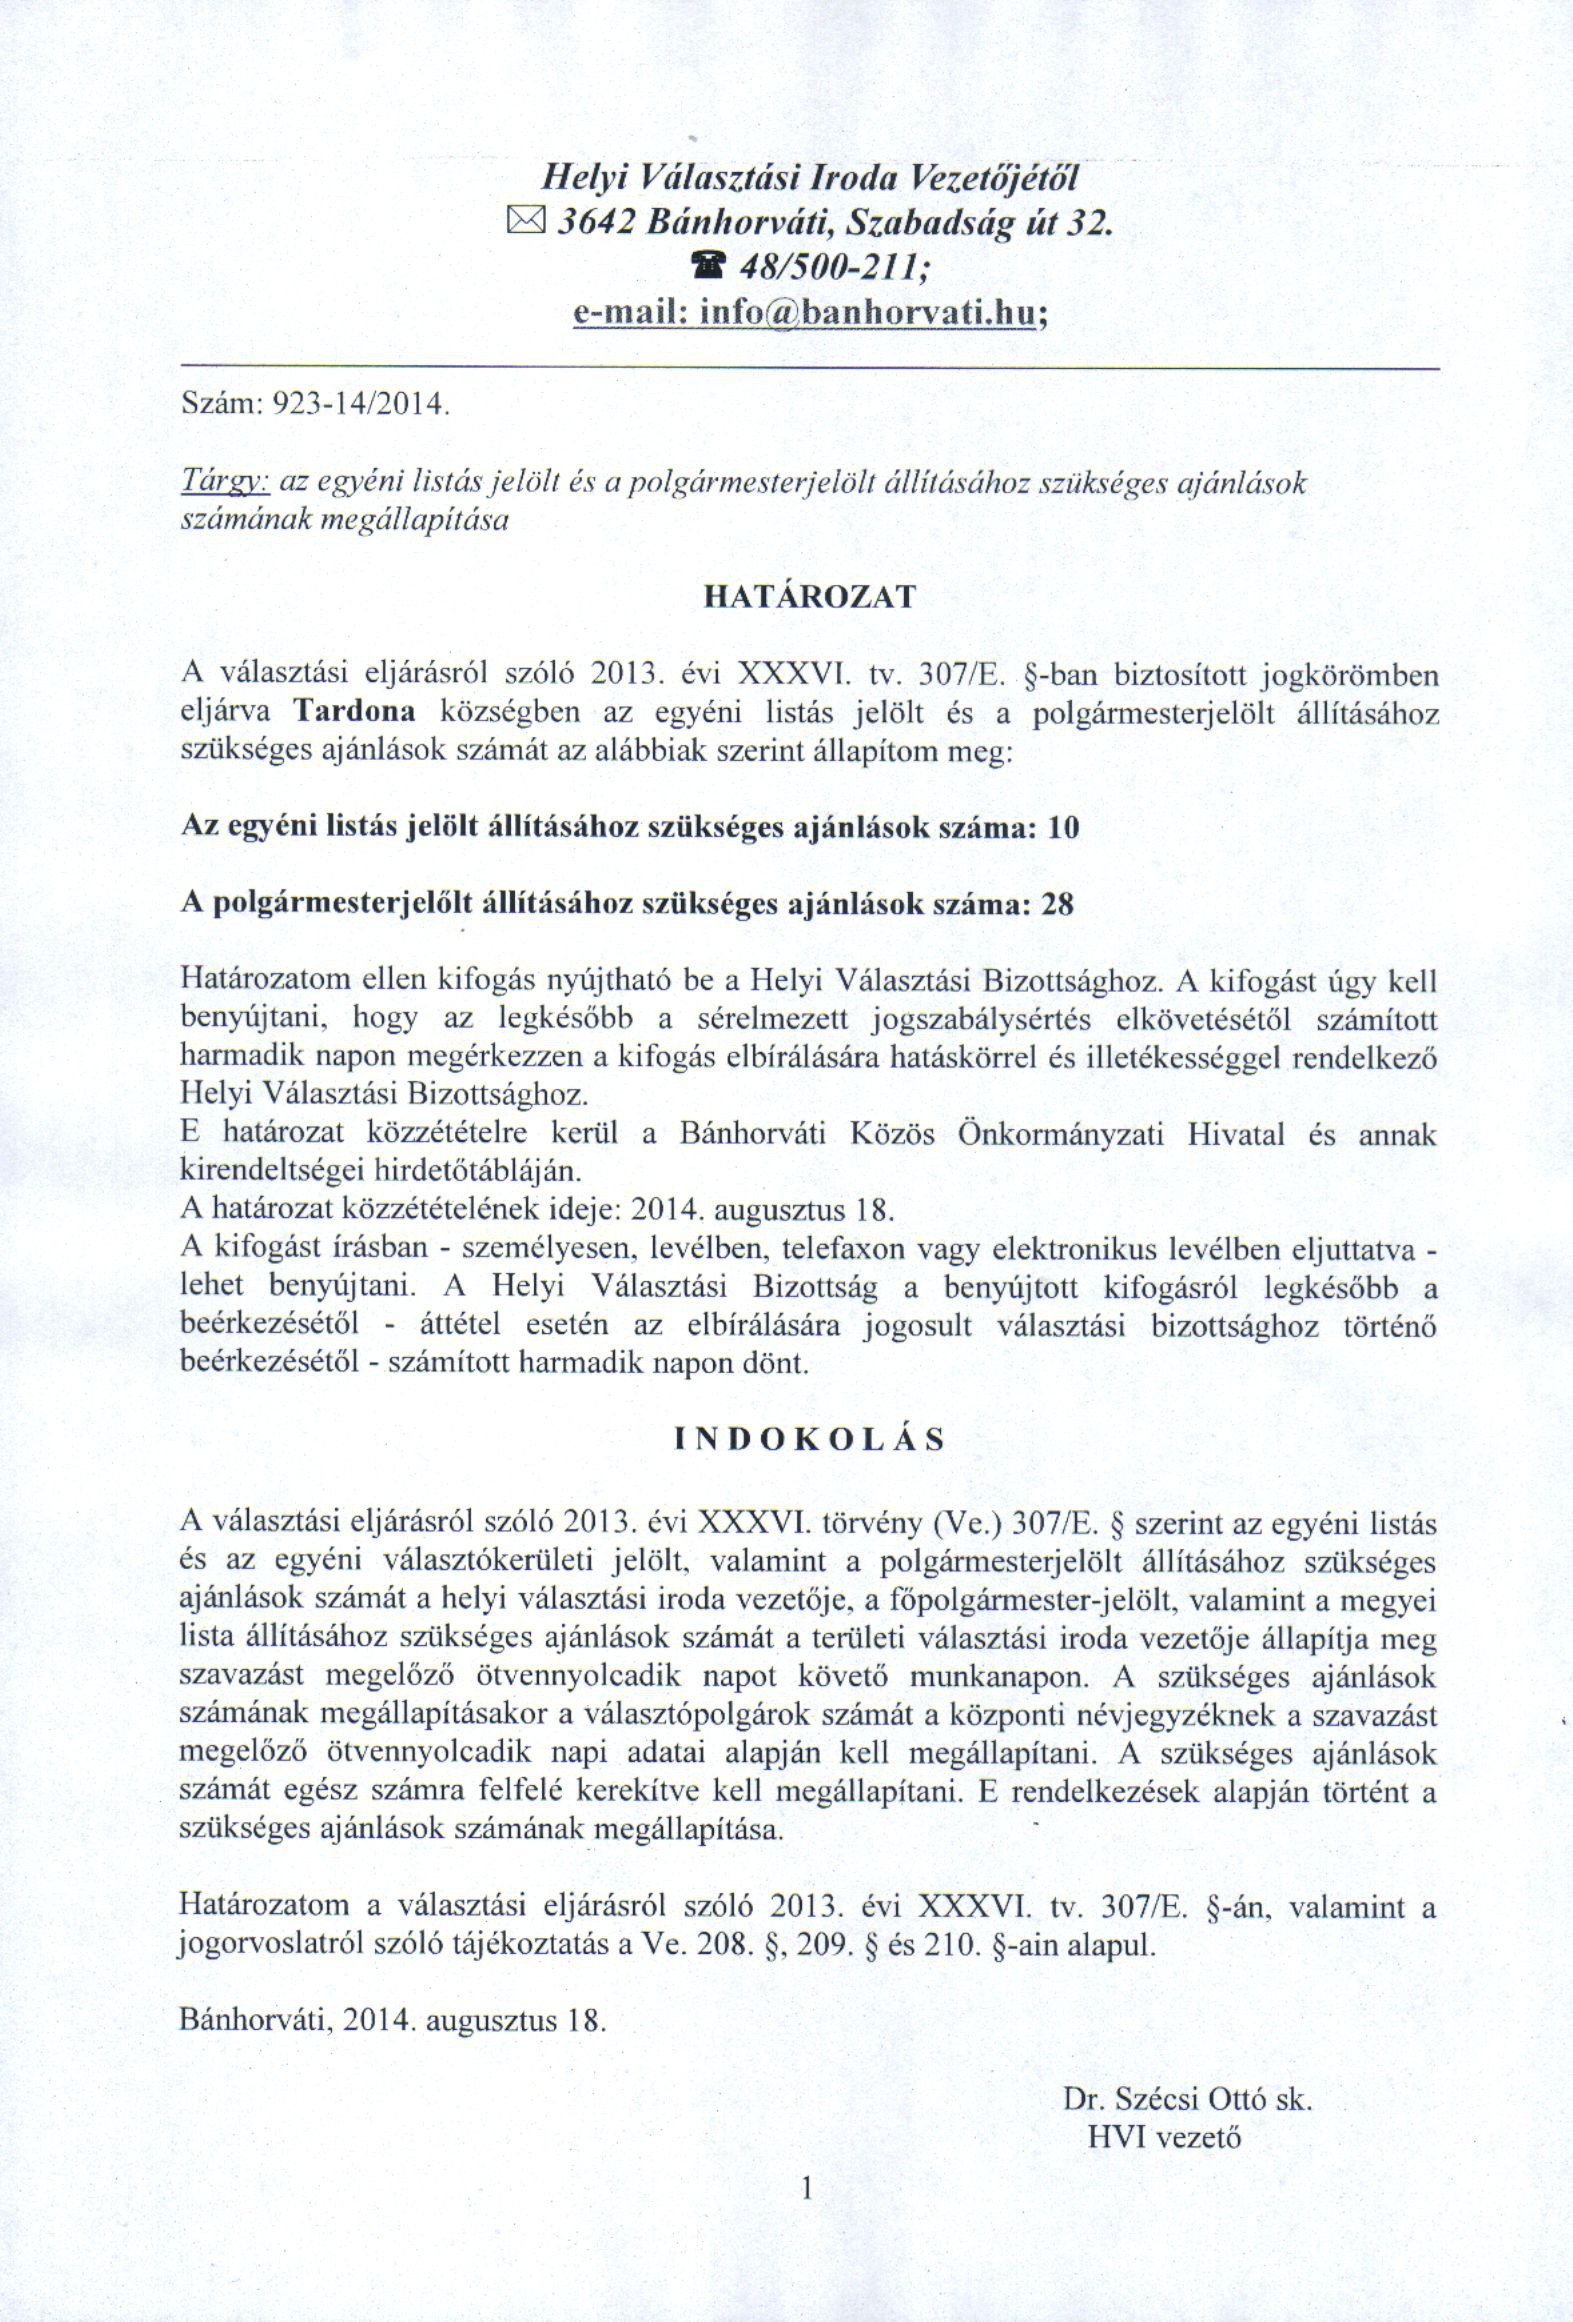 Helyi Választási Iroda Vezetőjétől
✉ 3642 Bánhorváti, Szabadság út 32.
☎ 48/500-211;
e-mail: info@banhorvati.hu;
Szám: 923-14/2014.
Tárgy: az egyéni listás jelölt és a polgármesterjelölt állításához szükséges ajánlások
számának megállapítása
HATÁROZAT
A választási eljárásról szóló 2013. évi XXXVI. tv. 307/E. §-ban biztosított jogkörömben
eljárva Tardona községben az egyéni listás jelölt és a polgármesterjelölt állításához
szükséges ajánlások számát az alábbiak szerint állapítom meg:
Az egyéni listás jelölt állításához szükséges ajánlások száma: 10
A polgármesterjelőlt állításához szükséges ajánlások száma: 28
Határozatom ellen kifogás nyújtható be a Helyi Választási Bizottsághoz. A kifogást úgy kell
benyújtani, hogy az legkésőbb a sérelmezett jogszabálysértés elkövetésétől számított
harmadik napon megérkezzen a kifogás elbírálására hatáskörrel és illetékességgel rendelkező
Helyi Választási Bizottsághoz.
E határozat közzétételre kerül a Bánhorváti Közös Önkormányzati Hivatal és annak
kirendeltségei hirdetőtábláján.
A határozat közzétételének ideje: 2014. augusztus 18.
A kifogást írásban - személyesen, levélben, telefaxon vagy elektronikus levélben eljuttatva -
lehet benyújtani. A Helyi Választási Bizottság a benyújtott kifogásról legkésőbb a
beérkezésétől - áttétel esetén az elbírálására jogosult választási bizottsághoz történő
beérkezésétől - számított harmadik napon dönt.
I N D O K O L Á S
A választási eljárásról szóló 2013. évi XXXVI. törvény (Ve.) 307/E. § szerint az egyéni listás
és az egyéni választókerületi jelölt, valamint a polgármesterjelölt állításához szükséges
ajánlások számát a helyi választási iroda vezetője, a főpolgármester-jelölt, valamint a megyei
lista állításához szükséges ajánlások számát a területi választási iroda vezetője állapítja meg
szavazást megelőző ötvennyolcadik napot követő munkanapon. A szükséges ajánlások
számának megállapításakor a választópolgárok számát a központi névjegyzéknek a szavazást
megelőző ötvennyolcadik napi adatai alapján kell megállapítani. A szükséges ajánlások
számát egész számra felfelé kerekítve kell megállapítani. E rendelkezések alapján történt a
szükséges ajánlások számának megállapítása.
Határozatom a választási eljárásról szóló 2013. évi XXXVI. tv. 307/E. §-án, valamint a
jogorvoslatról szóló tájékoztatás a Ve. 208. §, 209. § és 210. §-ain alapul.
Bánhorváti, 2014. augusztus 18.
Dr. Szécsi Ottó sk.
HVI vezető
1